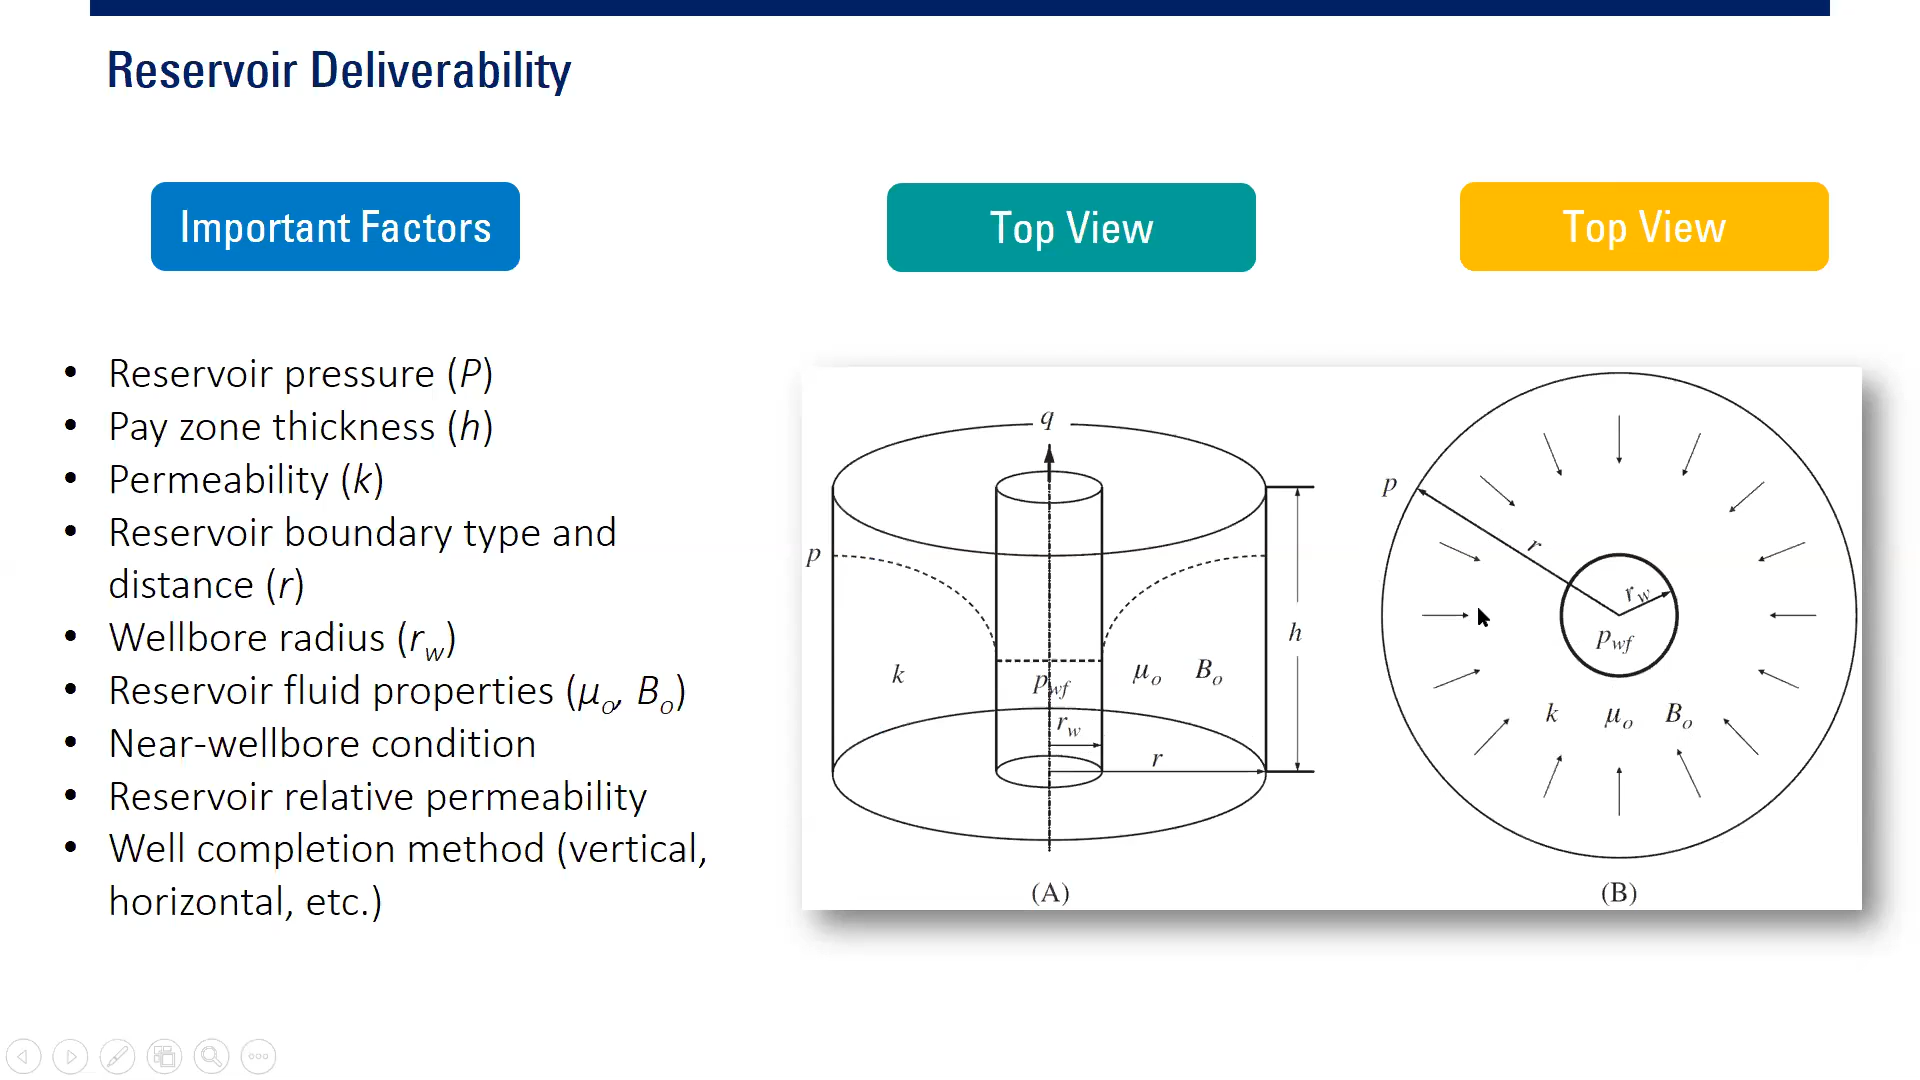 Reservoir Deliverability
Important Factors
Top View
Top View
• Reservoir pressure (P)
• Pay zone thickness (h)
• Permeability (k)
• Reservoir boundary type and
distance (r)
• Wellbore radius (rw)
• Reservoir fluid properties (μo, Bo)
• Near-wellbore condition
• Reservoir relative permeability
• Well completion method (vertical,
horizontal, etc.)
q
p
h
k
pwf
μo Bo
rw
r
(A)
p
r
rw
pwf
k μo Bo
(B)